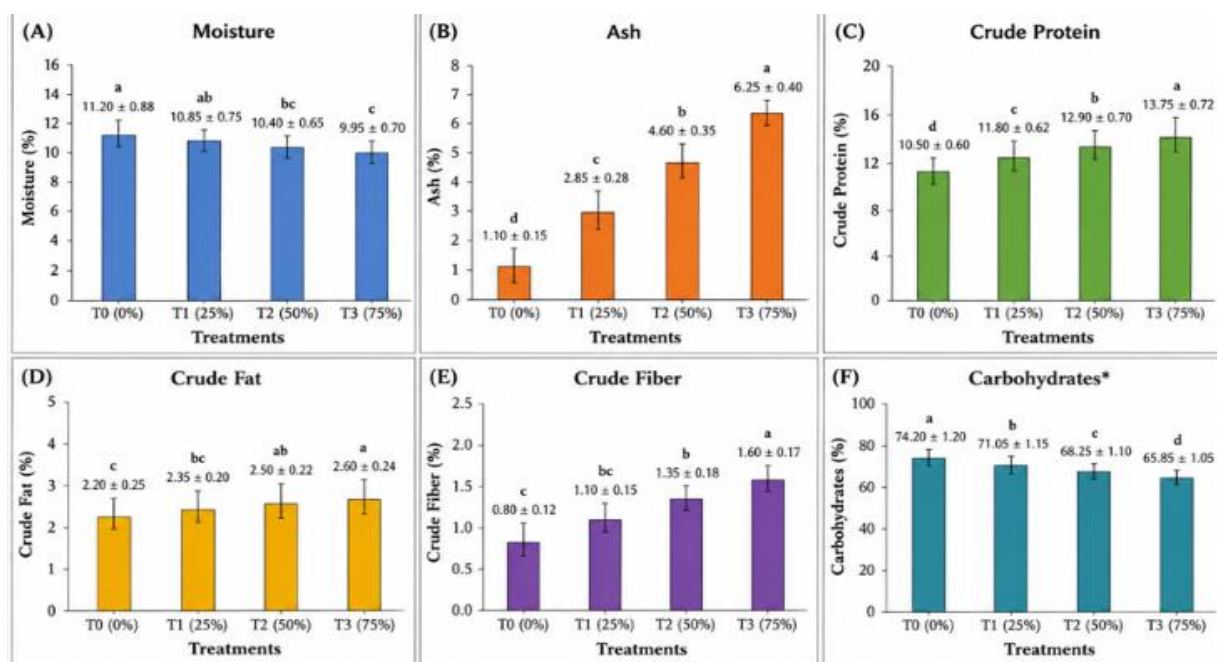 (A) Moisture
Moisture (%)
16
14
12
10
8
6
4
2
0
a
11.20 ± 0.88
ab
10.85 ± 0.75
bc
10.40 ± 0.65
c
9.95 ± 0.70
T0 (0%) T1 (25%) T2 (50%) T3 (75%)
Treatments
(B) Ash
Ash (%)
8
7
6
5
4
3
2
1
0
d
1.10 ± 0.15
c
2.85 ± 0.28
b
4.60 ± 0.35
a
6.25 ± 0.40
T0 (0%) T1 (25%) T2 (50%) T3 (75%)
Treatments
(C) Crude Protein
Crude Protein (%)
20
16
12
8
4
0
d
10.50 ± 0.60
c
11.80 ± 0.62
b
12.90 ± 0.70
a
13.75 ± 0.72
T0 (0%) T1 (25%) T2 (50%) T3 (75%)
Treatments
(D) Crude Fat
Crude Fat (%)
5
4
3
2
1
0
c
2.20 ± 0.25
bc
2.35 ± 0.20
ab
2.50 ± 0.22
a
2.60 ± 0.24
T0 (0%) T1 (25%) T2 (50%) T3 (75%)
Treatments
(E) Crude Fiber
Crude Fiber (%)
2.5
2.0
1.5
1.0
0.5
0.0
c
0.80 ± 0.12
bc
1.10 ± 0.15
b
1.35 ± 0.18
a
1.60 ± 0.17
T0 (0%) T1 (25%) T2 (50%) T3 (75%)
Treatments
(F) Carbohydrates*
Carbohydrates (%)
100
80
60
40
20
0
a
74.20 ± 1.20
b
71.05 ± 1.15
c
68.25 ± 1.10
d
65.85 ± 1.05
T0 (0%) T1 (25%) T2 (50%) T3 (75%)
Treatments